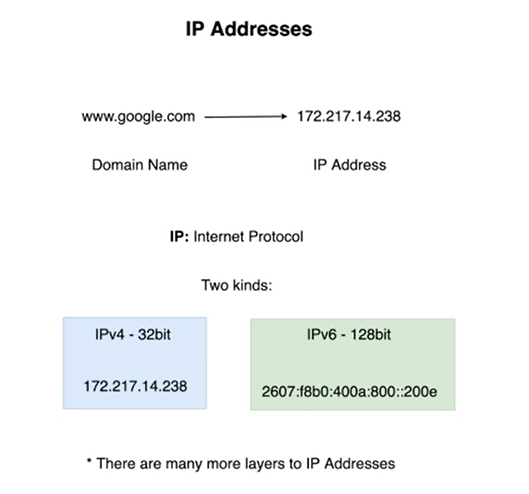 IP Addresses
www.google.com 172.217.14.238
Domain Name IP Address
IP: Internet Protocol
Two kinds:
IPv4 - 32bit IPv6 - 128bit
172.217.14.238 2607:f8b0:400a:800::200e
* There are many more layers to IP Addresses